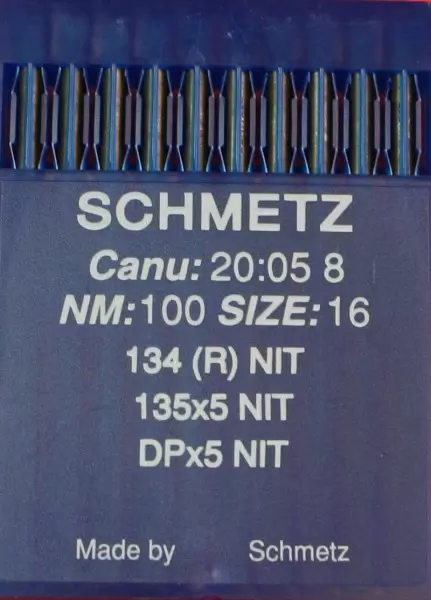 SCHMETZ
Canu: 20:05 8
NM:100 SIZE:16
134 (R) NIT
135x5 NIT
DPx5 NIT
Made by Schmetz